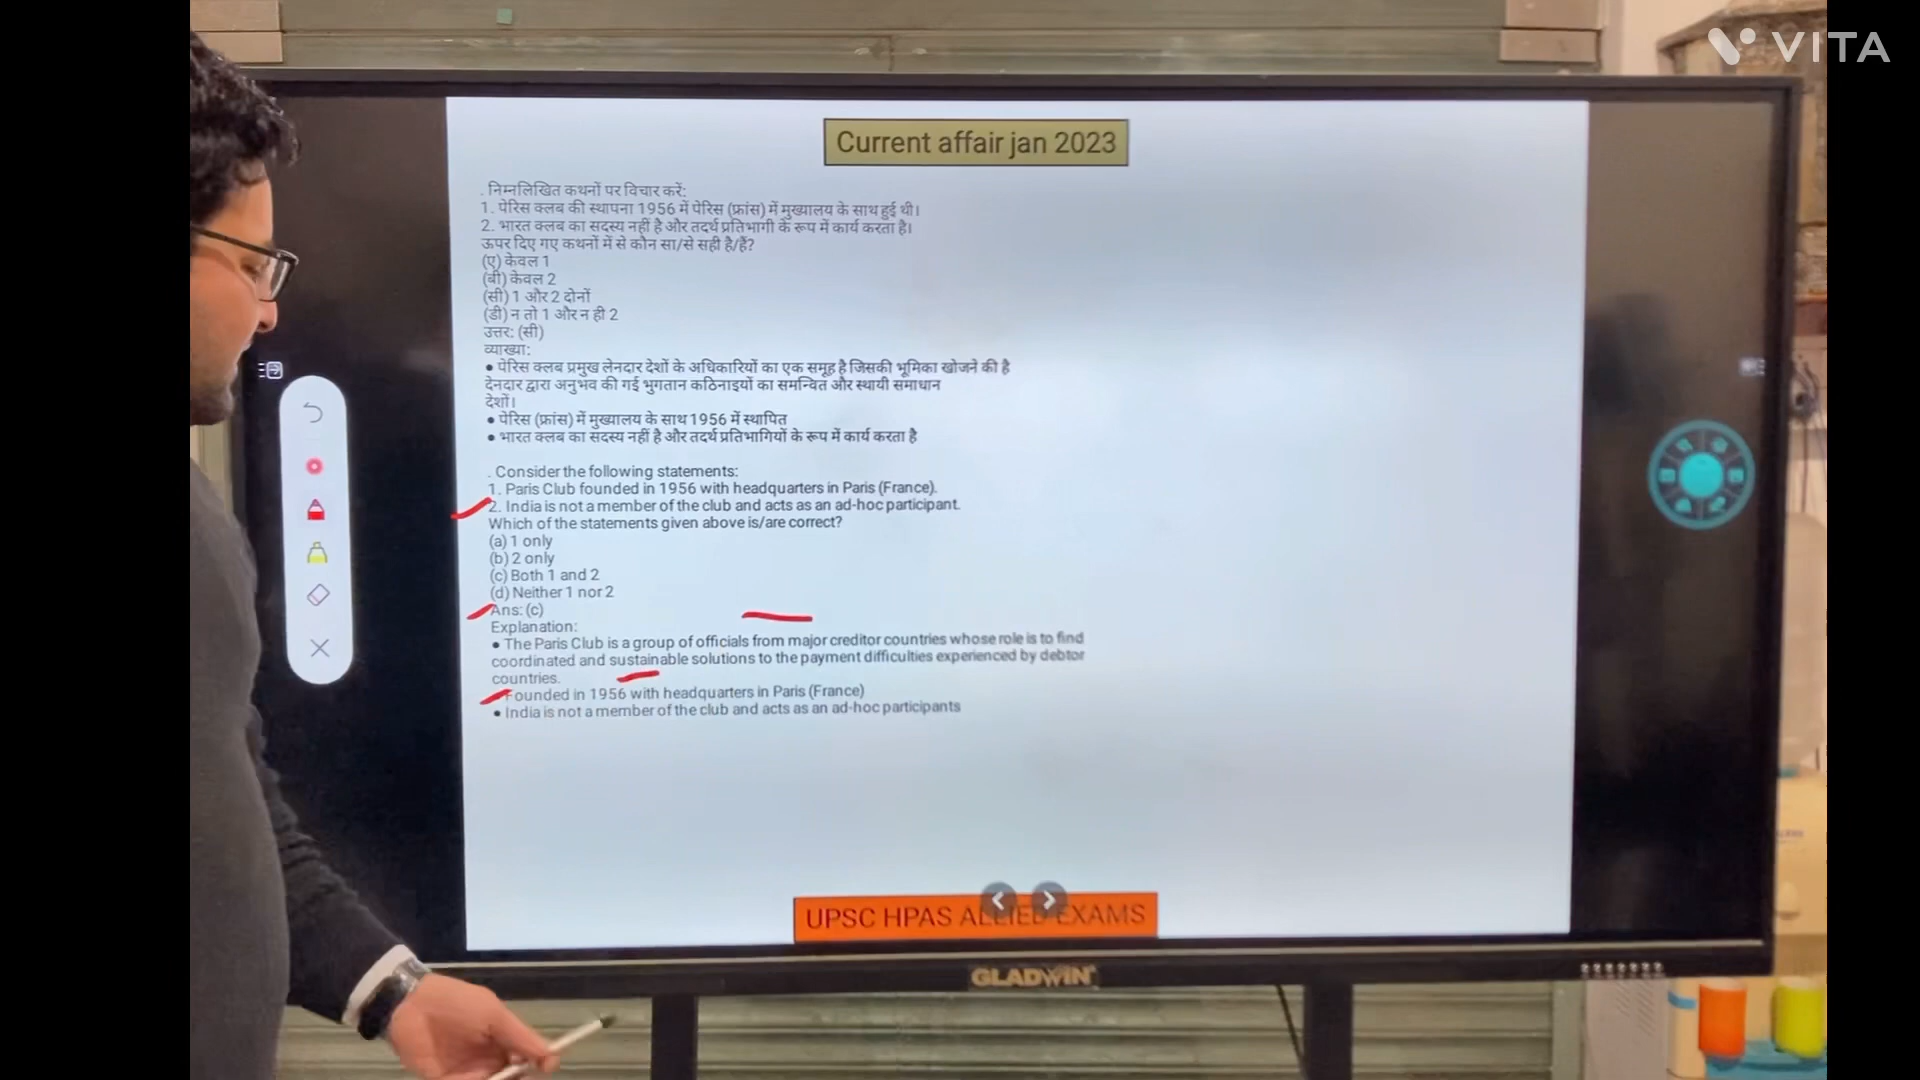 VITA
Current affair jan 2023
. निम्नलिखित कथनों पर विचार करें:
1. पेरिस क्लब की स्थापना 1956 में पेरिस (फ्रांस) में मुख्यालय के साथ हुई थी।
2. भारत क्लब का सदस्य नहीं है और तदर्थ प्रतिभागी के रूप में कार्य करता है।
ऊपर दिए गए कथनों में से कौन सा/से सही है/हैं?
(ए) केवल 1
(बी) केवल 2
(सी) 1 और 2 दोनों
(डी) न तो 1 और न ही 2
उत्तर: (सी)
व्याख्या:
• पेरिस क्लब प्रमुख लेनदार देशों के अधिकारियों का एक समूह है जिसकी भूमिका खोजने की है
देनदार द्वारा अनुभव की गई भुगतान कठिनाइयों का समन्वित और स्थायी समाधान
देशों।
• पेरिस (फ्रांस) में मुख्यालय के साथ 1956 में स्थापित
• भारत क्लब का सदस्य नहीं है और तदर्थ प्रतिभागियों के रूप में कार्य करता है
. Consider the following statements:
1. Paris Club founded in 1956 with headquarters in Paris (France).
2. India is not a member of the club and acts as an ad-hoc participant.
Which of the statements given above is/are correct?
(a) 1 only
(b) 2 only
(c) Both 1 and 2
(d) Neither 1 nor 2
Ans: (c)
Explanation:
• The Paris Club is a group of officials from major creditor countries whose role is to find
coordinated and sustainable solutions to the payment difficulties experienced by debtor
countries.
Founded in 1956 with headquarters in Paris (France)
• India is not a member of the club and acts as an ad-hoc participants
UPSC HPAS ALLIED EXAMS
GLADWIN